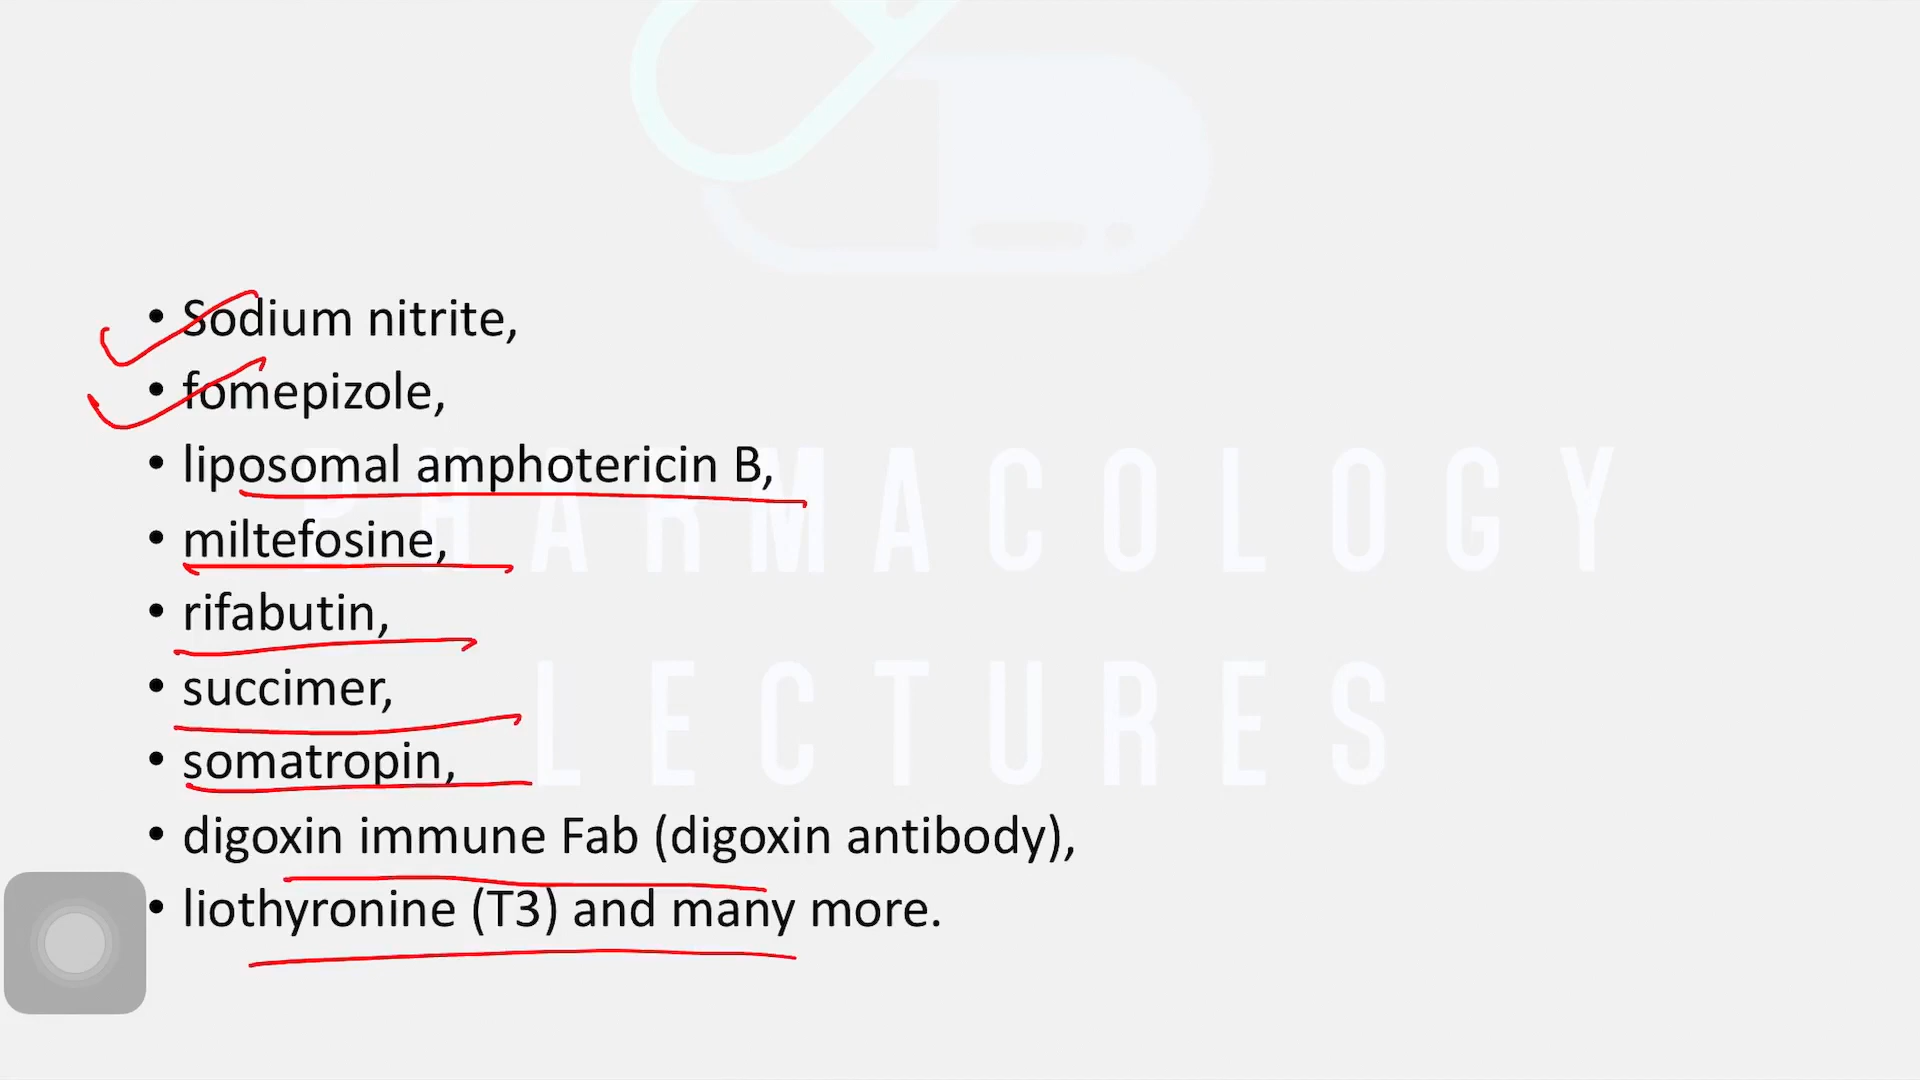 • Sodium nitrite,
• fomepizole,
• liposomal amphotericin B,
• miltefosine,
• rifabutin,
• succimer,
• somatropin,
• digoxin immune Fab (digoxin antibody),
• liothyronine (T3) and many more.
PHARMACOLOGY
LECTURES